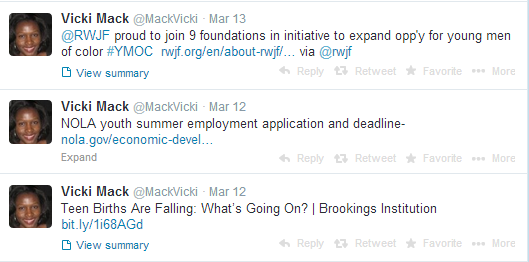 Vicki Mack @MackVicki · Mar 13
@RWJF proud to join 9 foundations in initiative to expand opp'y for young men
of color #YMOC rwjf.org/en/about-rwjf/… via @rwjf
View summary Reply Retweet Favorite More
Vicki Mack @MackVicki · Mar 12
NOLA youth summer employment application and deadline-
nola.gov/economic-devel…
Expand Reply Retweet Favorite More
Vicki Mack @MackVicki · Mar 12
Teen Births Are Falling: What's Going On? | Brookings Institution
bit.ly/1i68AGd
View summary Reply Retweet Favorite More